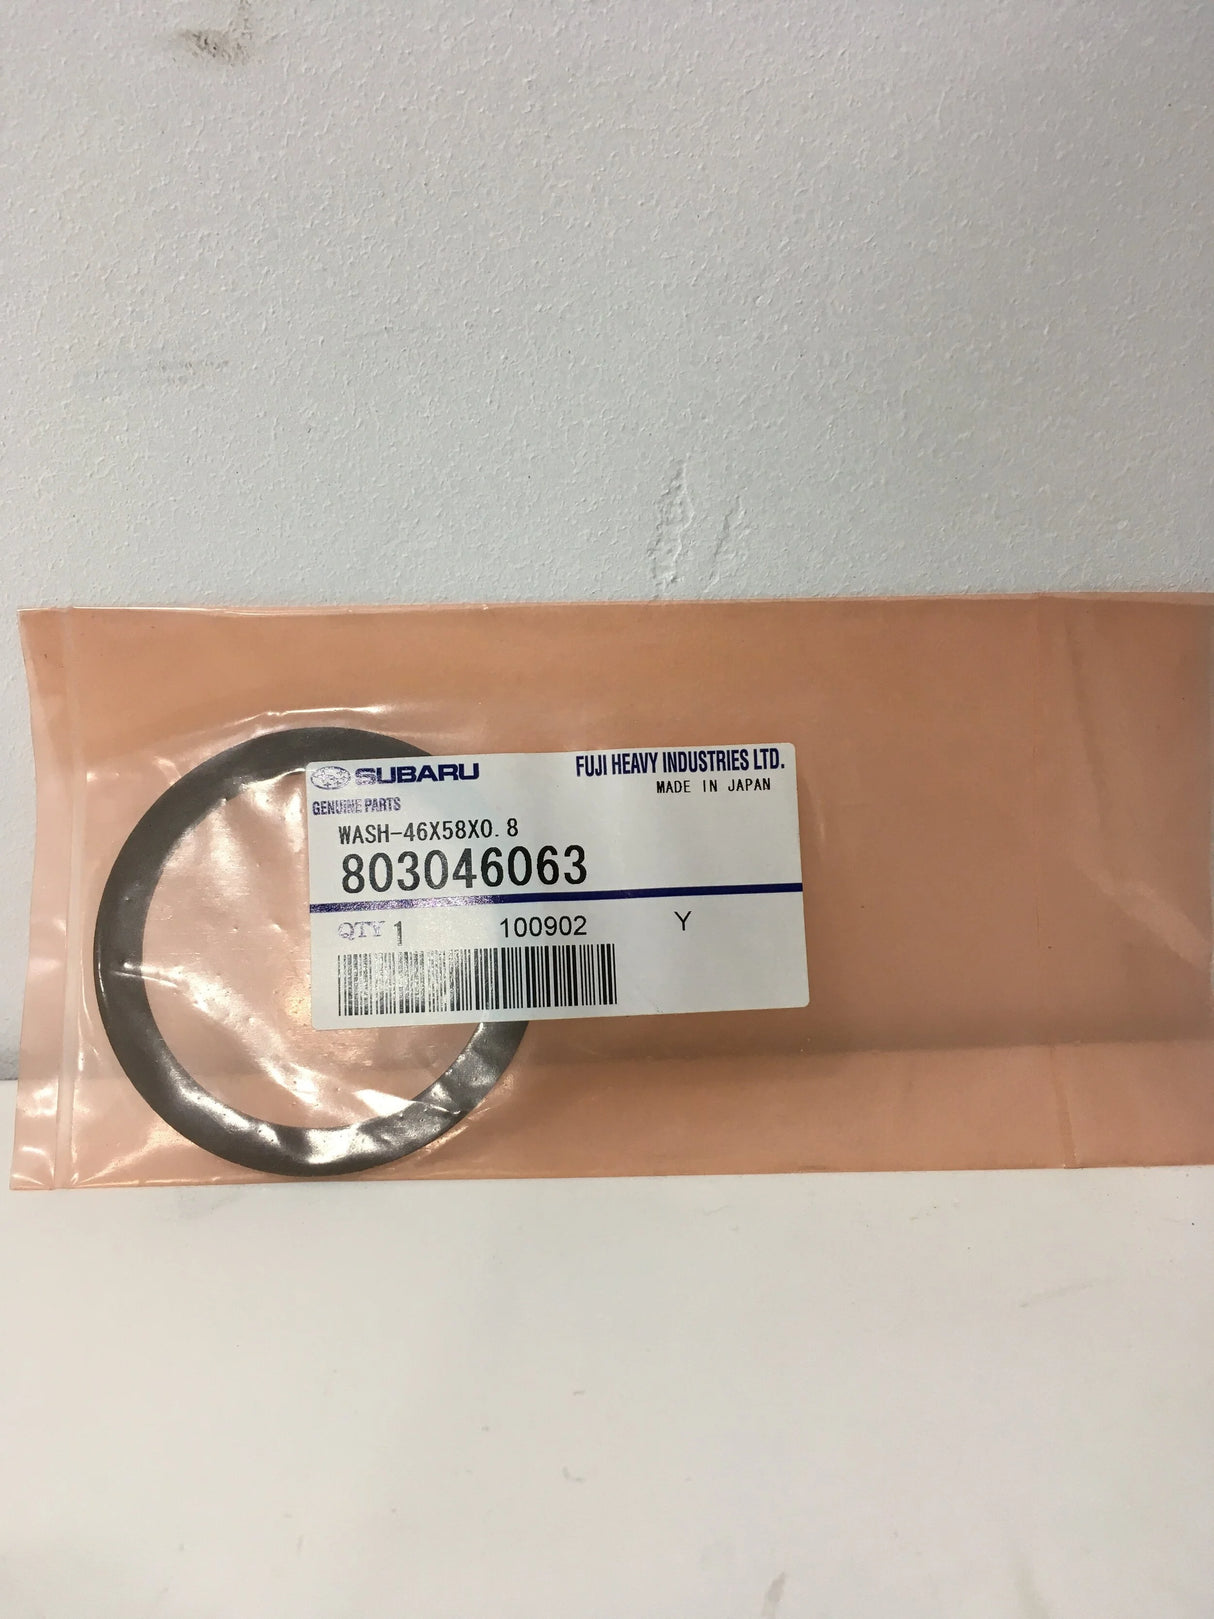 SUBARU
FUJI HEAVY INDUSTRIES LTD.
MADE IN JAPAN
GENUINE PARTS
WASH-46X58X0.8
803046063
QTY 1 100902 Y